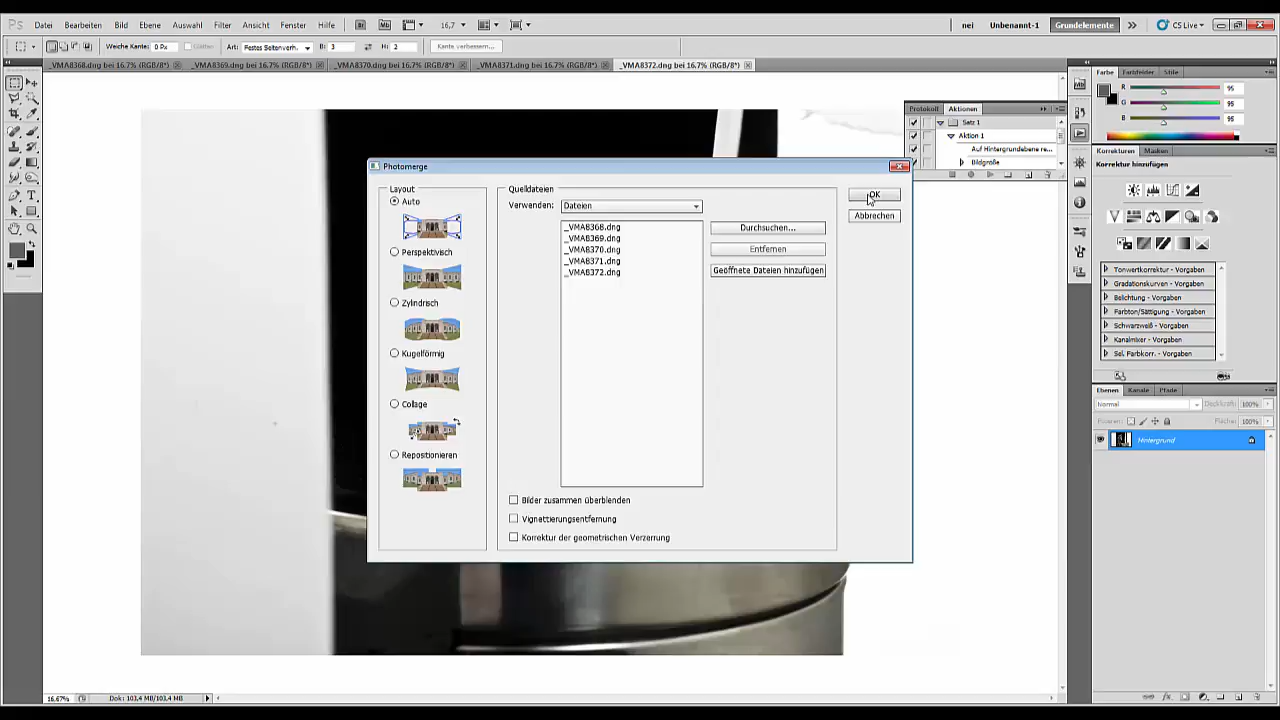 Ps Datei Bearbeiten Bild Ebene Auswahl Filter Ansicht Fenster Hilfe Br Mb 16,7 nei Unbenannt-1 Grundelemente CS Live
Weiche Kante: 0 Px Glätten Art: Festes Seitenverh. B: 3 H: 2 Kante verbessern...
_VMA8368.dng bei 16.7% (RGB/8*) _VMA8369.dng bei 16.7% (RGB/8*) _VMA8370.dng bei 16.7% (RGB/8*) _VMA8371.dng bei 16.7% (RGB/8*) _VMA8372.dng bei 16.7% (RGB/8*)
Farbe Farbfelder Stile
R 95
G 95
B 95
Protokoll Aktionen
Satz 1
Aktion 1
Auf Hintergrundebene re...
Bildgröße
Korrekturen Masken
Korrektur hinzufügen
Tonwertkorrektur - Vorgaben
Gradationskurven - Vorgaben
Belichtung - Vorgaben
Farbton/Sättigung - Vorgaben
Schwarzweiß - Vorgaben
Kanalmixer - Vorgaben
Sel. Farbkorr. - Vorgaben
Ebenen Kanäle Pfade
Normal Deckkraft: 100%
Fixieren: Fläche: 100%
Hintergrund
Photomerge
Layout
Auto
Perspektivisch
Zylindrisch
Kugelförmig
Collage
Repositionieren
Quelldateien
Verwenden: Dateien
_VMA8368.dng
_VMA8369.dng
_VMA8370.dng
_VMA8371.dng
_VMA8372.dng
Durchsuchen...
Entfernen
Geöffnete Dateien hinzufügen
OK
Abbrechen
Bilder zusammen überblenden
Vignettierungsentfernung
Korrektur der geometrischen Verzerrung
16,67% Dok: 103,4 MB/103,4 MB